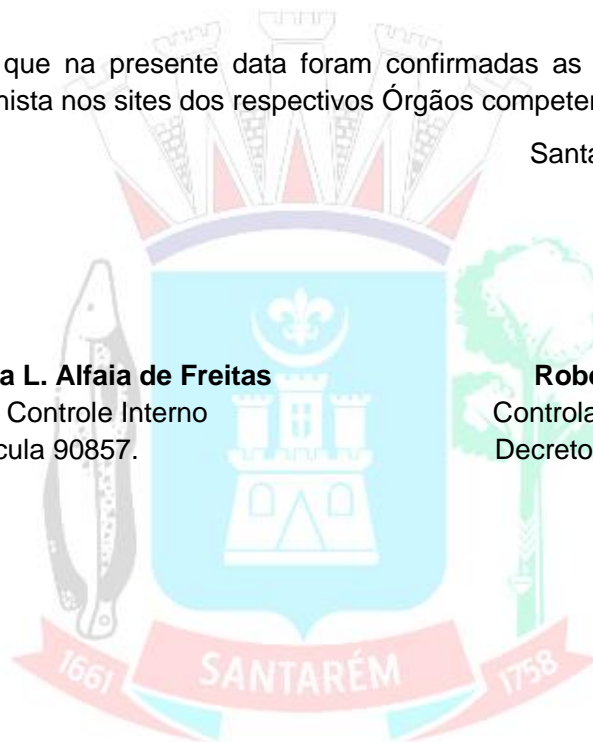 que na presente data foram confirmadas as
nista nos sites dos respectivos Órgãos competen
Santa
a L. Alfaia de Freitas
Controle Interno
cula 90857.
Robe
Controla
Decreto
1661 SANTARÉM 1758